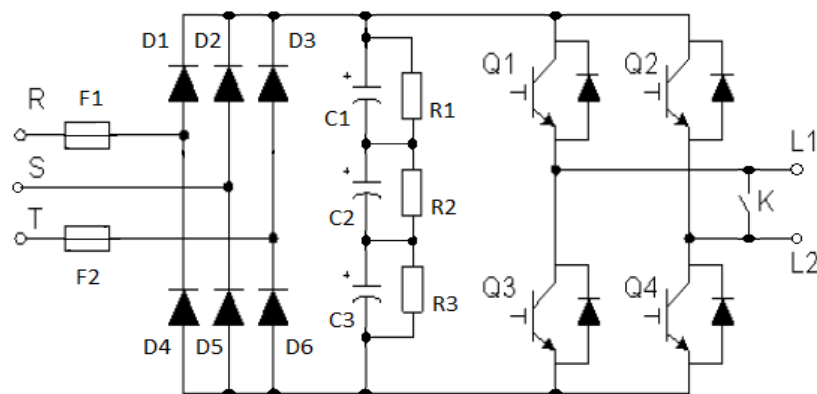 D1
D2
D3
R
F1
S
T
F2
D4
D5
D6
+
C1
R1
+
C2
R2
+
C3
R3
Q1
Q2
Q3
Q4
L1
K
L2